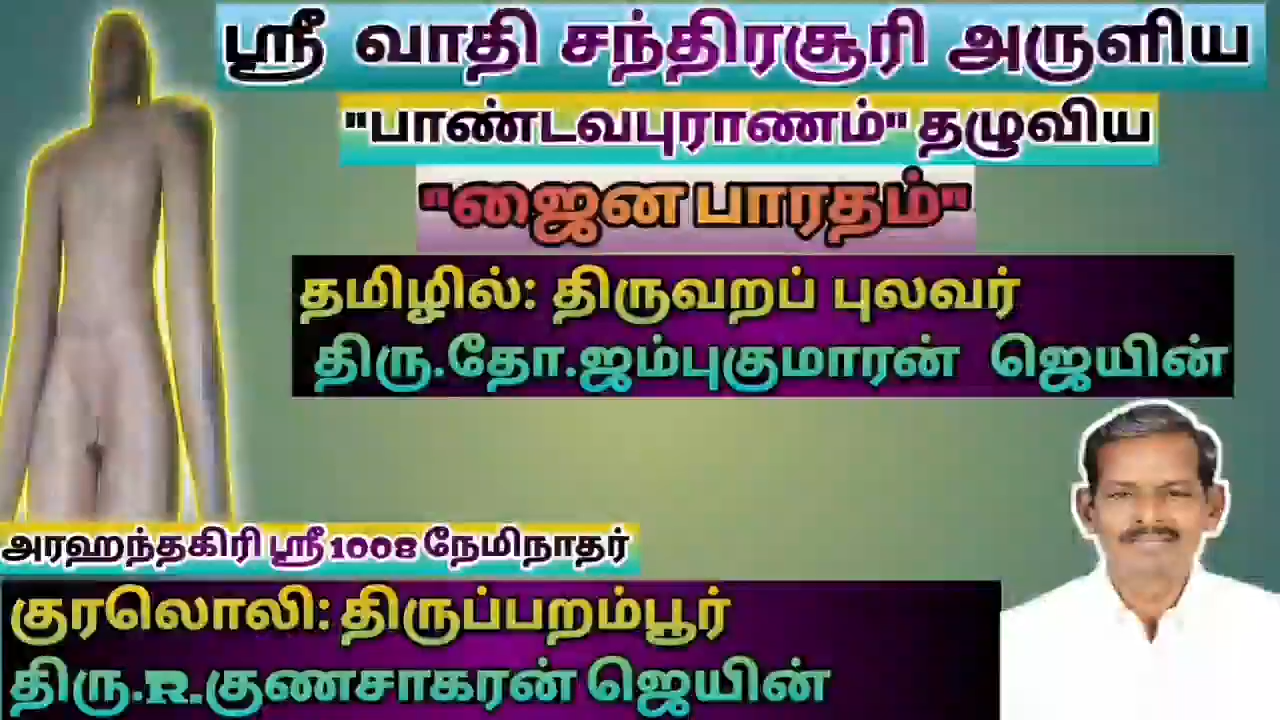 ஸ்ரீ வாதி சந்திரசூரி அருளிய
"பாண்டவபுராணம்" தழுவிய
"ஜைன பாரதம்"
தமிழில்: திருவறப் புலவர்
திரு.தோ.ஜம்புகுமாரன் ஜெயின்
அரஹந்தகிரி ஸ்ரீ 1008 நேமிநாதர்
குரலொலி: திருப்பறம்பூர்
திரு.R.குணசாகரன் ஜெயின்